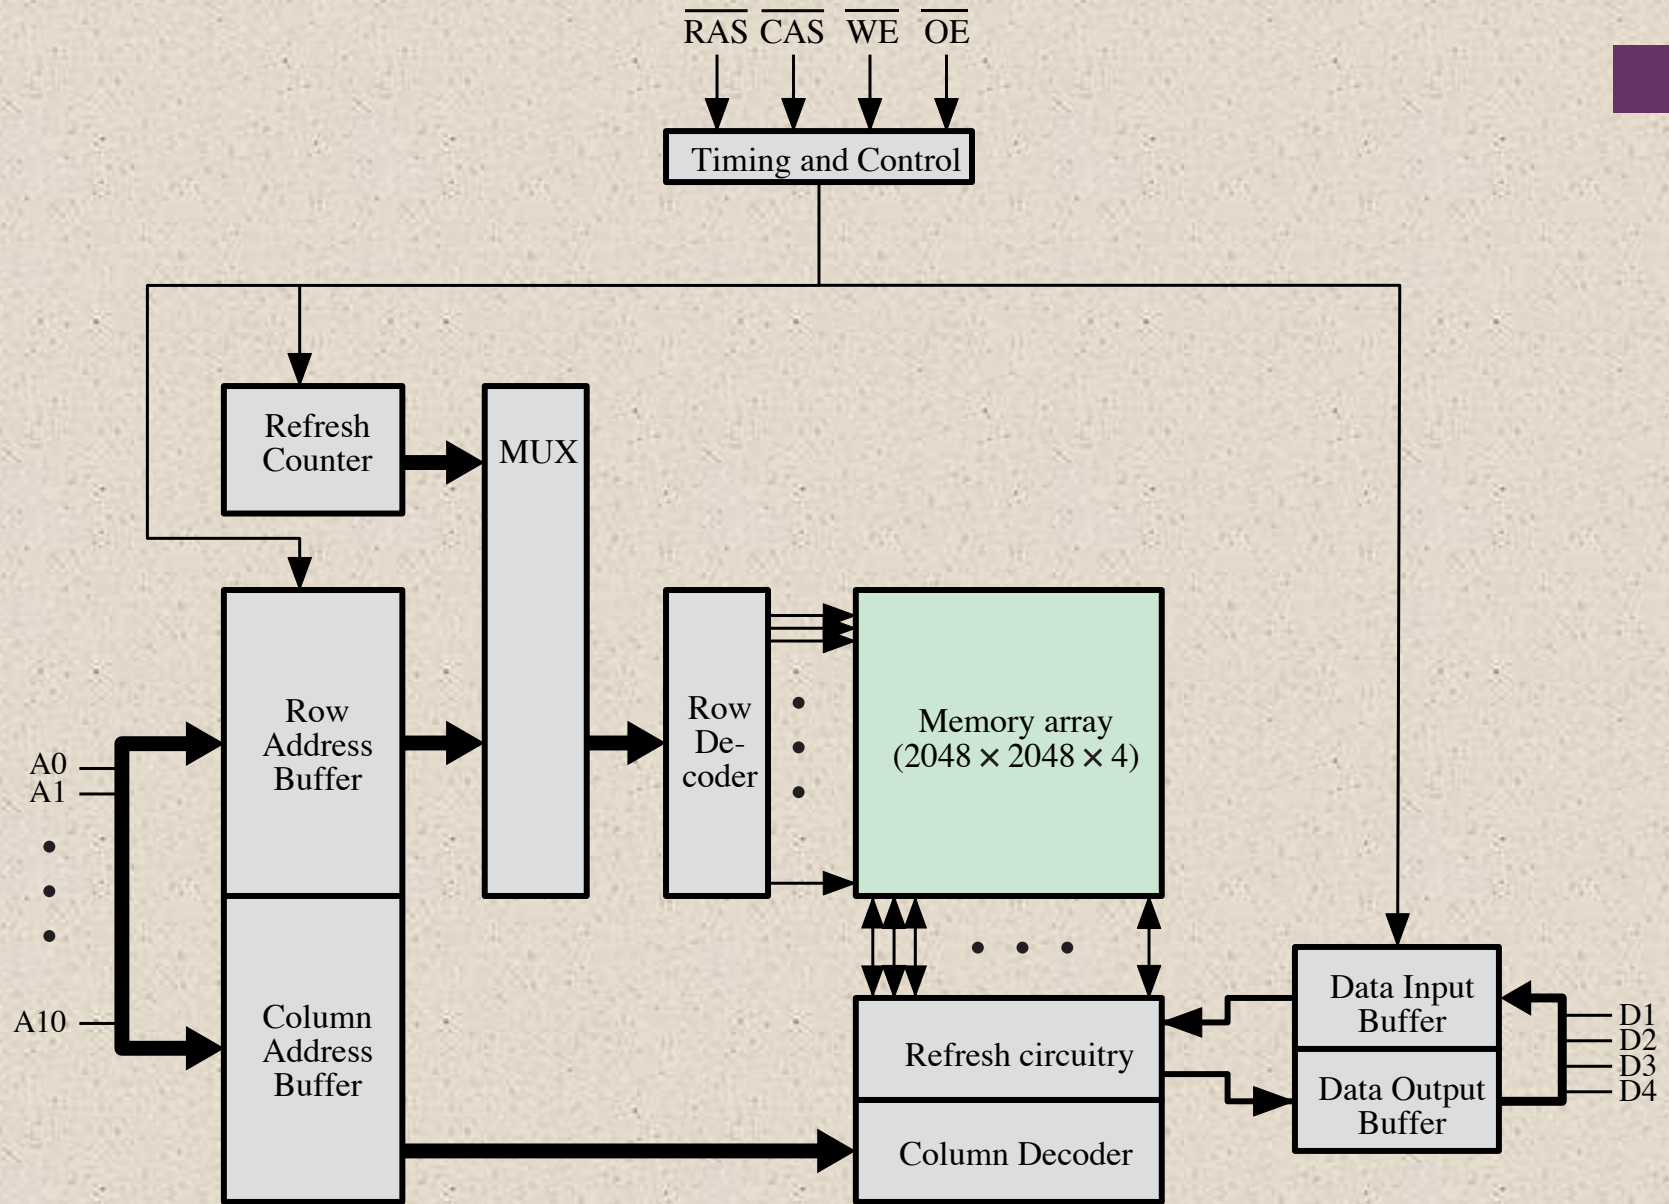 RAS CAS WE OE
Timing and Control
Refresh
Counter
MUX
Row
Address
Buffer
Row
De-
coder
Memory array
(2048 × 2048 × 4)
A0
A1
A10
Column
Address
Buffer
Refresh circuitry
Column Decoder
Data Input
Buffer
Data Output
Buffer
D1
D2
D3
D4